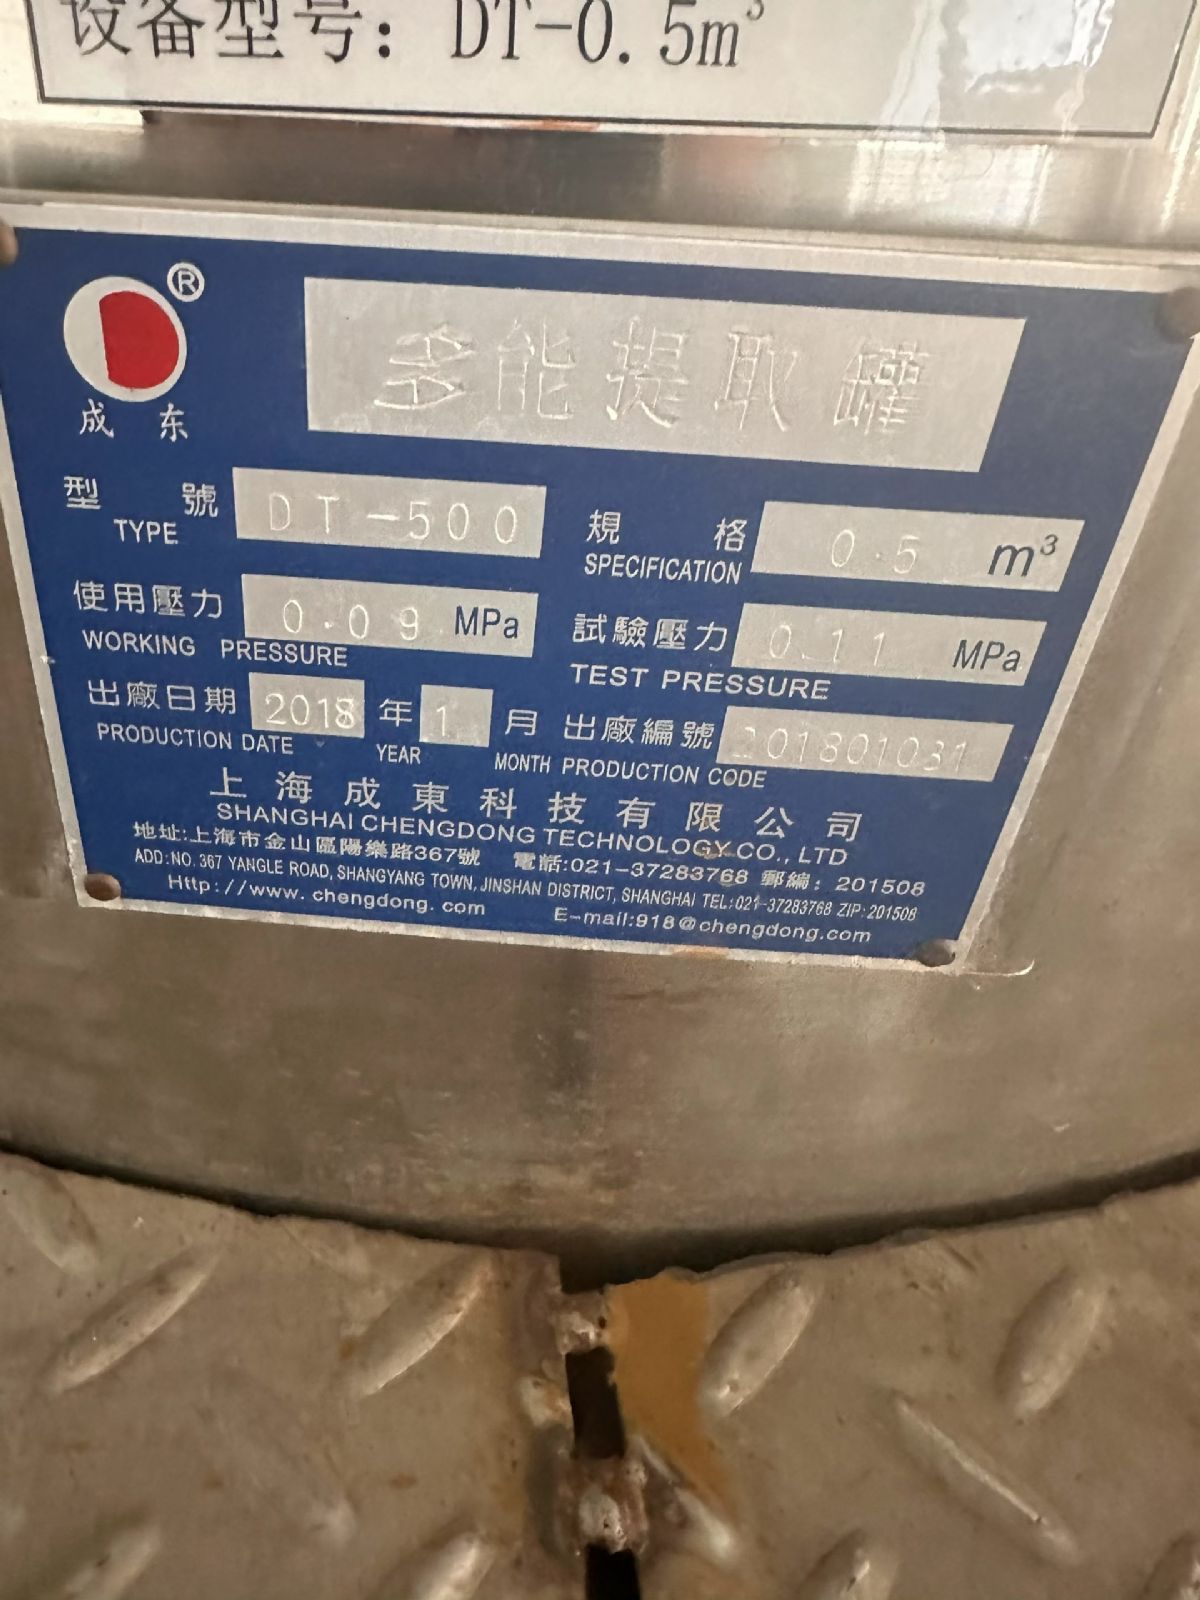 设备型号：DT-0.5m³
®
成东
多能提取罐
型號 DT-500 規格 0.5 m³
TYPE SPECIFICATION
使用壓力 0.09 MPa 試驗壓力 0.11 MPa
WORKING PRESSURE TEST PRESSURE
出廠日期 2018 年 1 月 出廠編號 201801031
PRODUCTION DATE YEAR MONTH PRODUCTION CODE
上海成東科技有限公司
SHANGHAI CHENGDONG TECHNOLOGY CO., LTD
地址:上海市金山區陽樂路367號 電話:021-37283768 郵編: 201508
ADD:NO. 367 YANGLE ROAD, SHANGYANG TOWN, JINSHAN DISTRICT, SHANGHAI TEL:021-37283768 ZIP:201508
Http://www.chengdong.com E-mail:918@chengdong.com